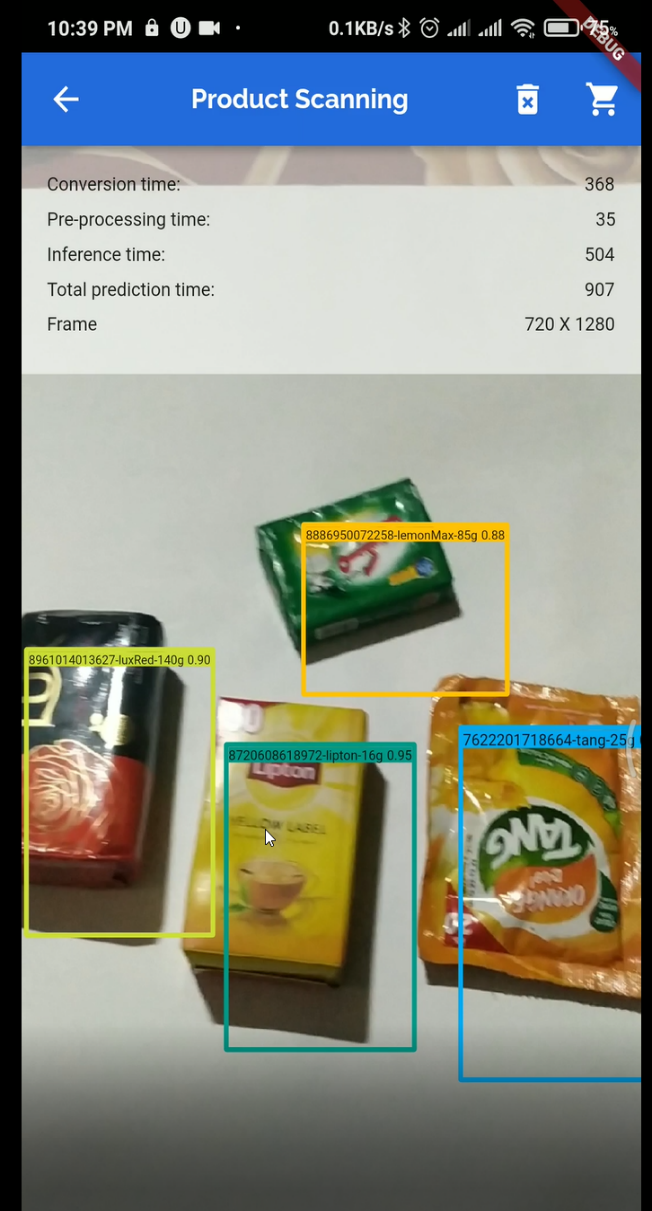 10:39 PM U 0.1KB/s 75%
DEBUG
Product Scanning
Conversion time: 368
Pre-processing time: 35
Inference time: 504
Total prediction time: 907
Frame 720 X 1280
8886950072258-lemonMax-85g 0.88
8961014013627-luxRed-140g 0.90
7622201718664-tang-25g
8720608618972-lipton-16g 0.95
Lipton
YELLOW LABEL
TANG
ORANGE